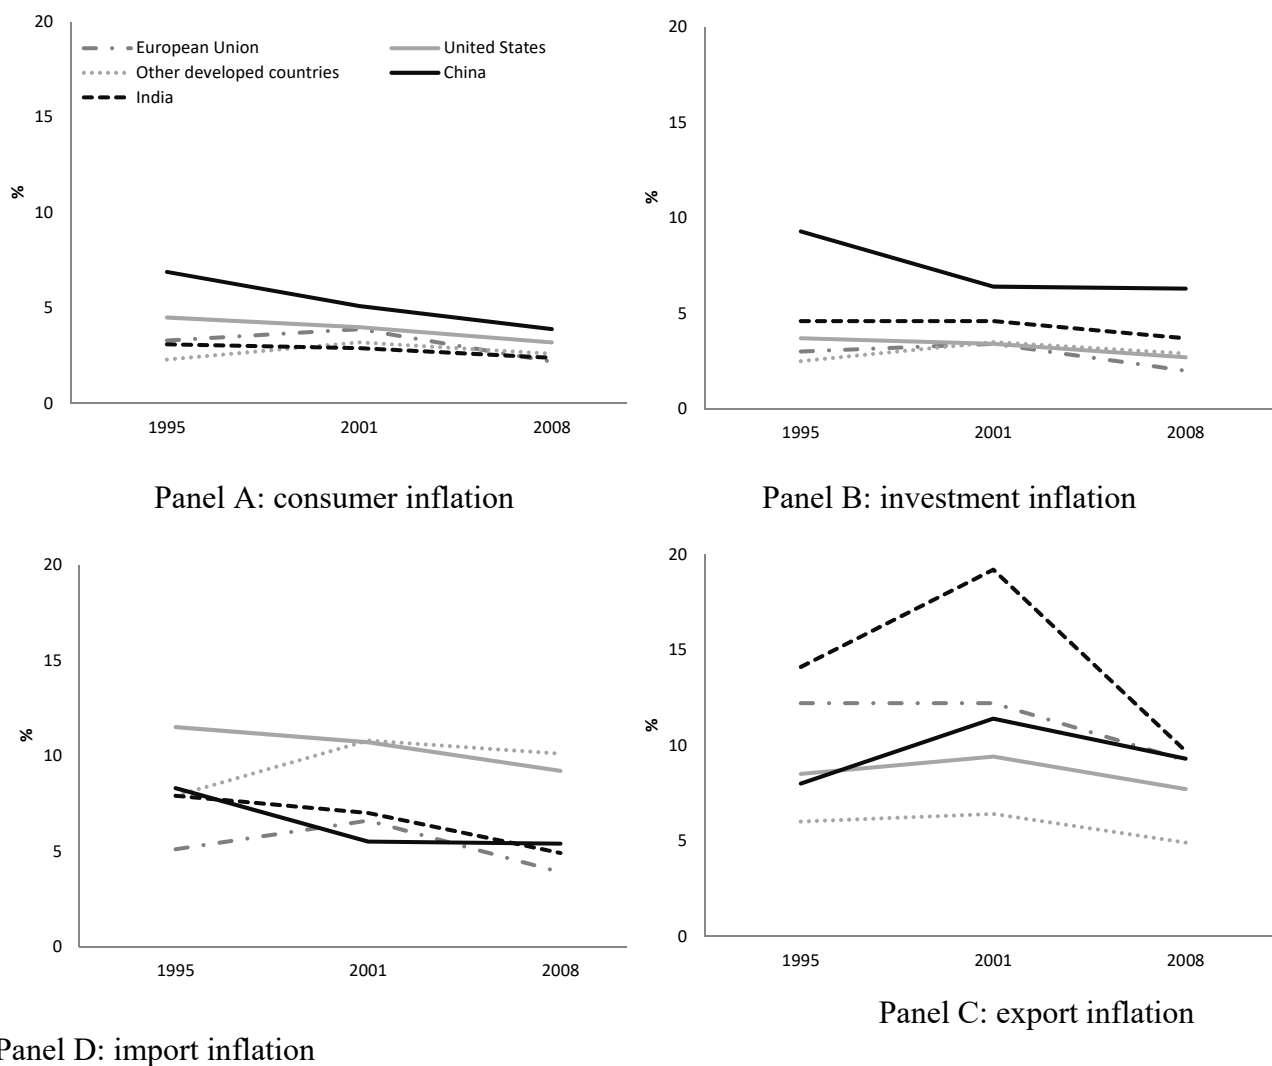 20
15
10
5
0
%
European Union
United States
Other developed countries
China
India
1995 2001 2008
Panel A: consumer inflation
20
15
10
5
0
%
1995 2001 2008
Panel B: investment inflation
20
15
10
5
0
%
1995 2001 2008
Panel D: import inflation
20
15
10
5
0
%
1995 2001 2008
Panel C: export inflation